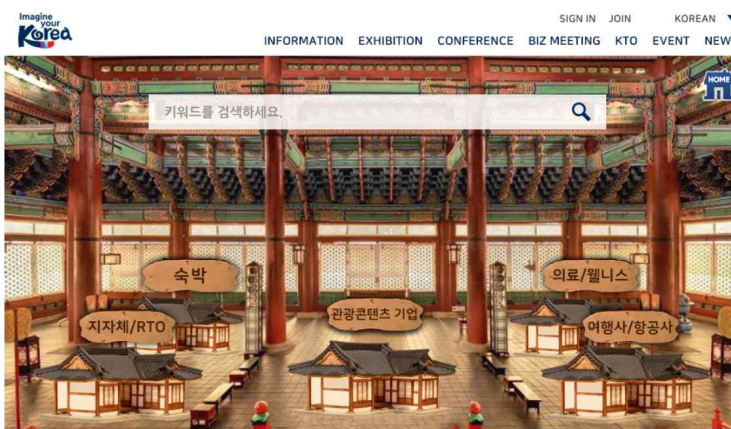 Imagine
your
Korea
SIGN IN JOIN KOREAN
INFORMATION EXHIBITION CONFERENCE BIZ MEETING KTO EVENT NEW
HOME
키워드를 검색하세요.
숙박
의료/웰니스
지자체/RTO
관광콘텐츠 기업
여행사/항공사